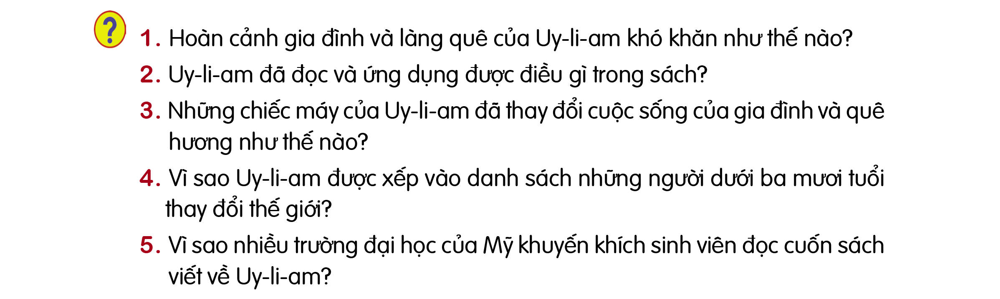 ?
1. Hoàn cảnh gia đình và làng quê của Uy-li-am khó khăn như thế nào?
2. Uy-li-am đã đọc và ứng dụng được điều gì trong sách?
3. Những chiếc máy của Uy-li-am đã thay đổi cuộc sống của gia đình và quê
hương như thế nào?
4. Vì sao Uy-li-am được xếp vào danh sách những người dưới ba mươi tuổi
thay đổi thế giới?
5. Vì sao nhiều trường đại học của Mỹ khuyến khích sinh viên đọc cuốn sách
viết về Uy-li-am?